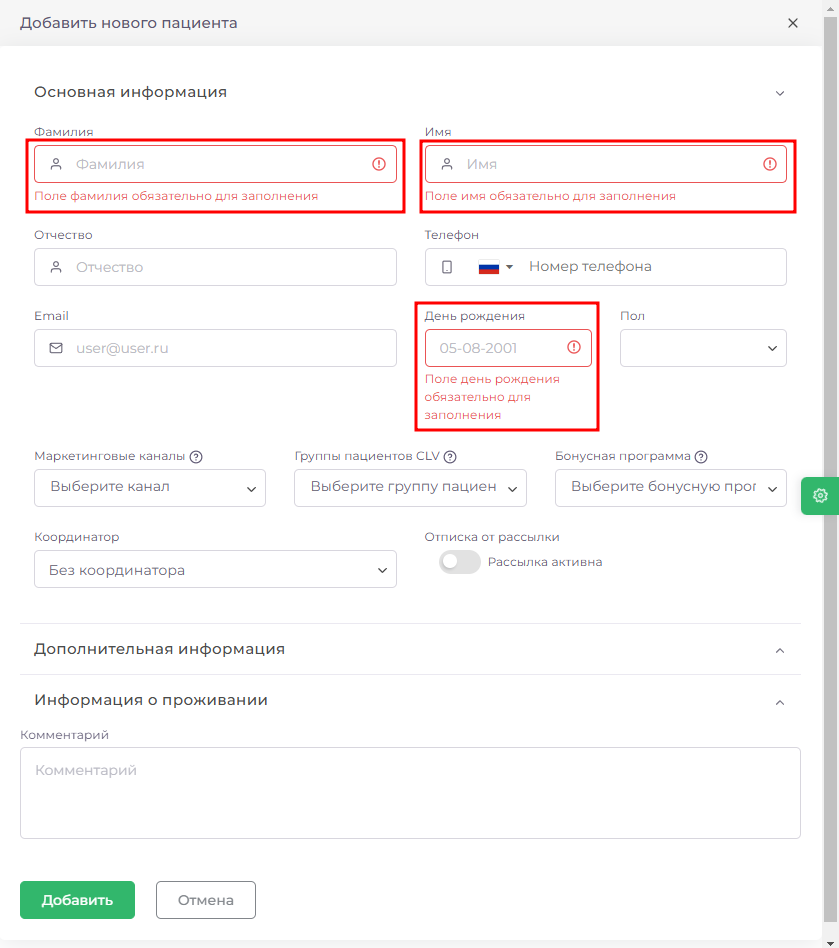 Добавить нового пациента
Основная информация
Фамилия
Имя
Фамилия
Имя
Поле фамилия обязательно для заполнения
Поле имя обязательно для заполнения
Отчество
Телефон
Отчество
Номер телефона
Email
День рождения
Пол
user@user.ru
05-08-2001
Поле день рождения
обязательно для
заполнения
Маркетинговые каналы
Группы пациентов CLV
Бонусная программа
Выберите канал
Выберите группу пациен
Выберите бонусную прог
Координатор
Отписка от рассылки
Без координатора
Рассылка активна
Дополнительная информация
Информация о проживании
Комментарий
Комментарий
Добавить
Отмена